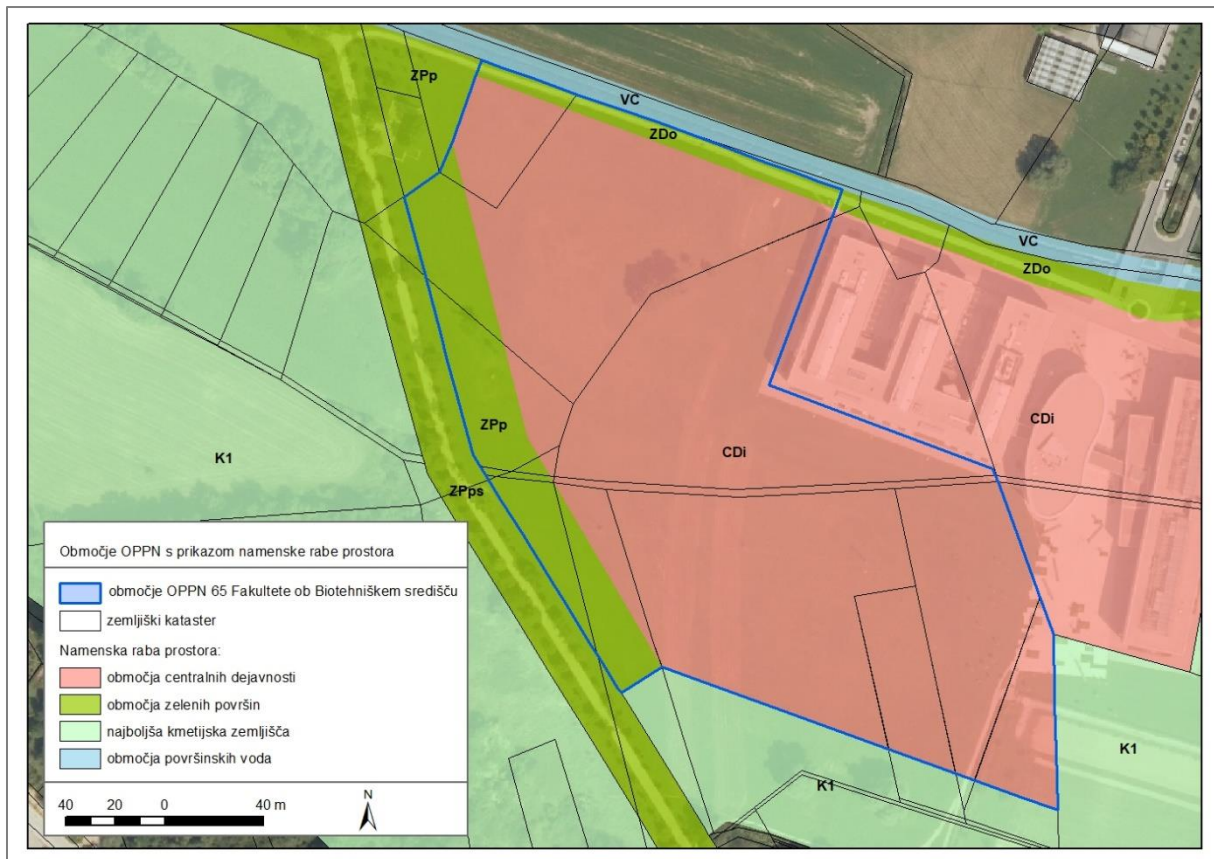 ZPp
VC
ZDo
VC
ZDo
CDi
ZPp
CDi
K1
ZPps
K1
K1
Območje OPPN s prikazom namenske rabe prostora
območje OPPN 65 Fakultete ob Biotehniškem središču
zemljiški kataster
Namenska raba prostora:
območja centralnih dejavnosti
območja zelenih površin
najboljša kmetijska zemljišča
območja površinskih voda
40 20 0 40 m
N